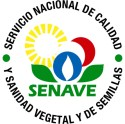 SERVICIO NACIONAL DE CALIDAD
Y SANIDAD VEGETAL Y DE SEMILLAS
SENAVE